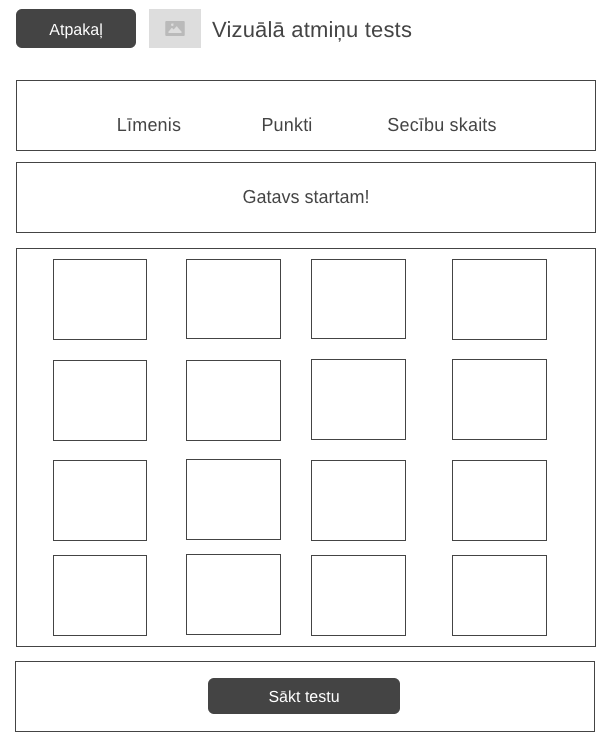 Atpakaļ
Vizuālā atmiņu tests
Līmenis Punkti Secību skaits
Gatavs startam!
Sākt testu